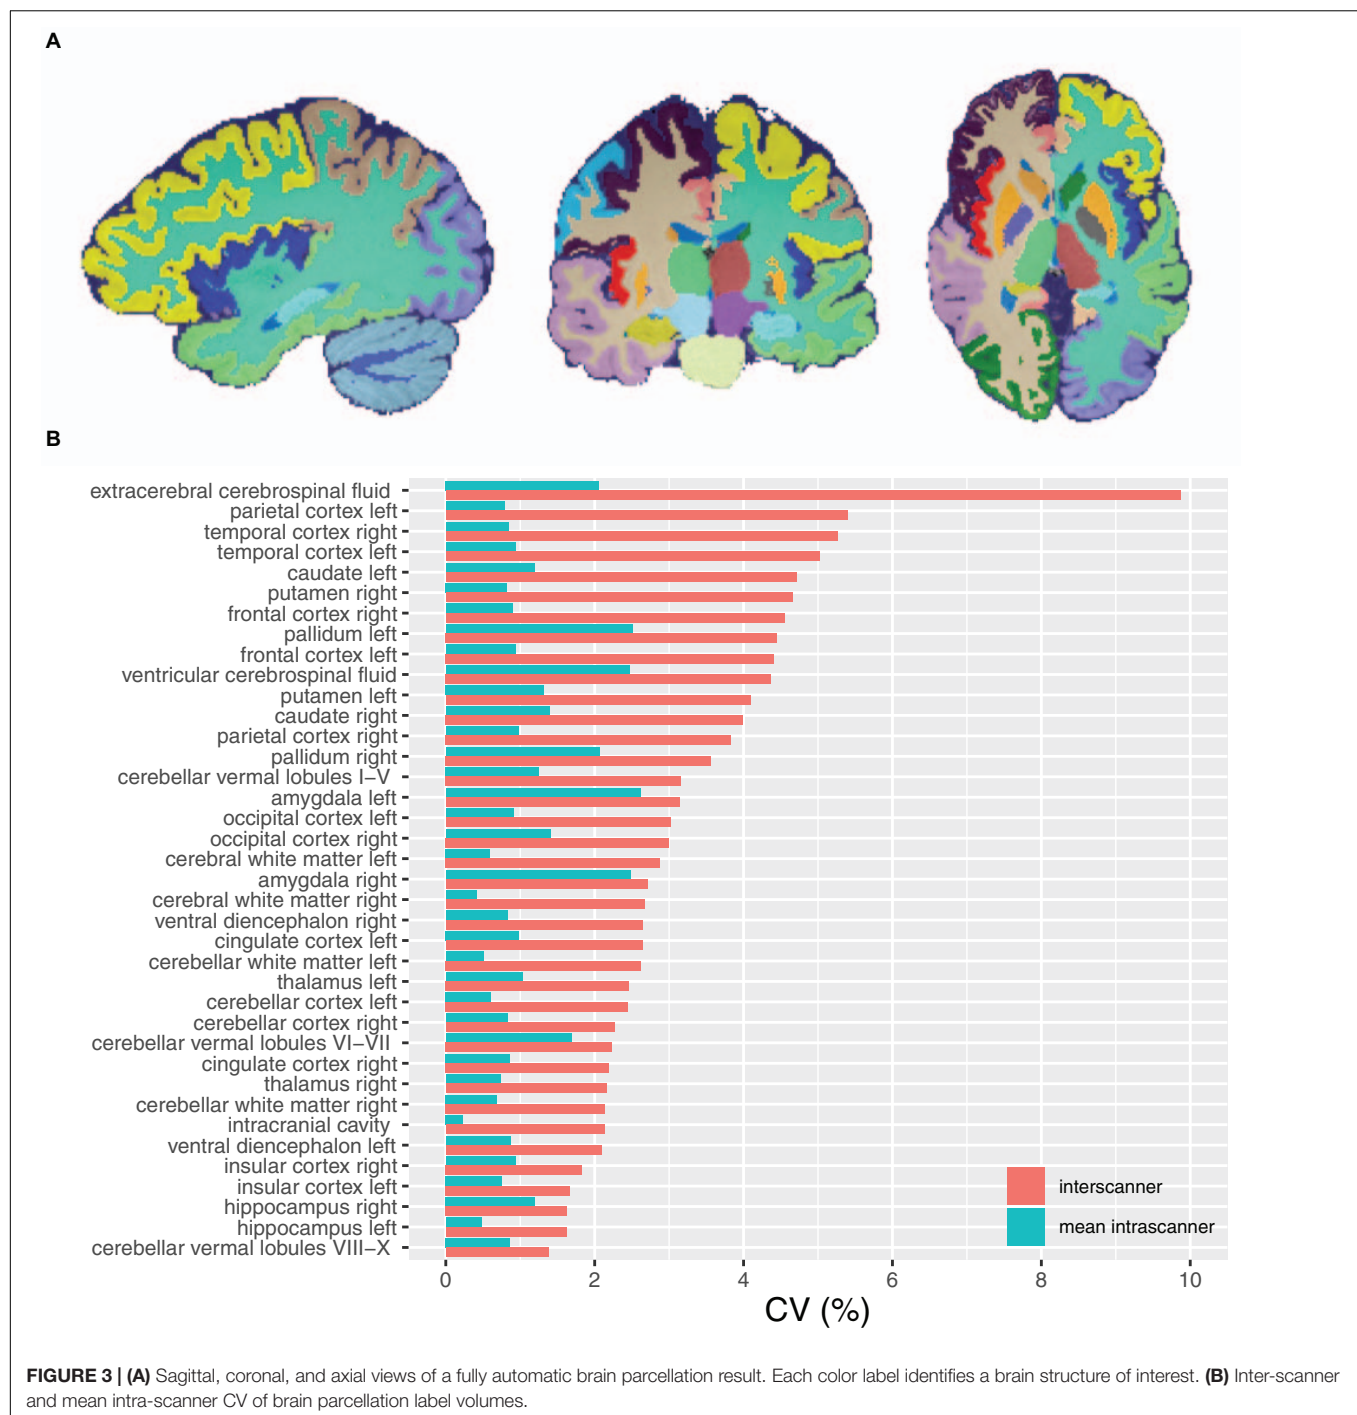 A
B
extracerebral cerebrospinal fluid
parietal cortex left
temporal cortex right
temporal cortex left
caudate left
putamen right
frontal cortex right
pallidum left
frontal cortex left
ventricular cerebrospinal fluid
putamen left
caudate right
parietal cortex right
pallidum right
cerebellar vermal lobules I–V
amygdala left
occipital cortex left
occipital cortex right
cerebral white matter left
amygdala right
cerebral white matter right
ventral diencephalon right
cingulate cortex left
cerebellar white matter left
thalamus left
cerebellar cortex left
cerebellar cortex right
cerebellar vermal lobules VI–VII
cingulate cortex right
thalamus right
cerebellar white matter right
intracranial cavity
ventral diencephalon left
insular cortex right
insular cortex left
hippocampus right
hippocampus left
cerebellar vermal lobules VIII–X
interscanner
mean intrascanner
0 2 4 6 8 10
CV (%)
FIGURE 3 | (A) Sagittal, coronal, and axial views of a fully automatic brain parcellation result. Each color label identifies a brain structure of interest. (B) Inter-scanner
and mean intra-scanner CV of brain parcellation label volumes.